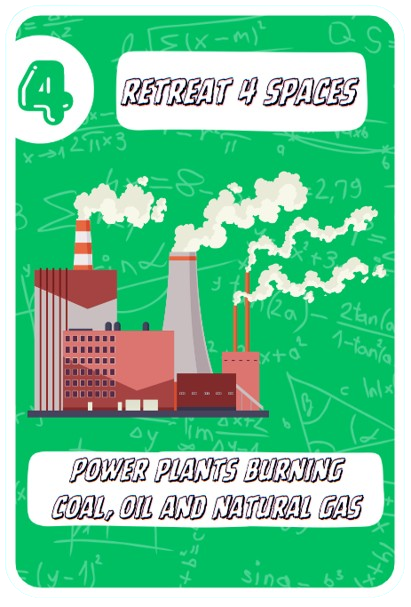 4
RETREAT 4 SPACES
POWER PLANTS BURNING
COAL, OIL AND NATURAL GAS